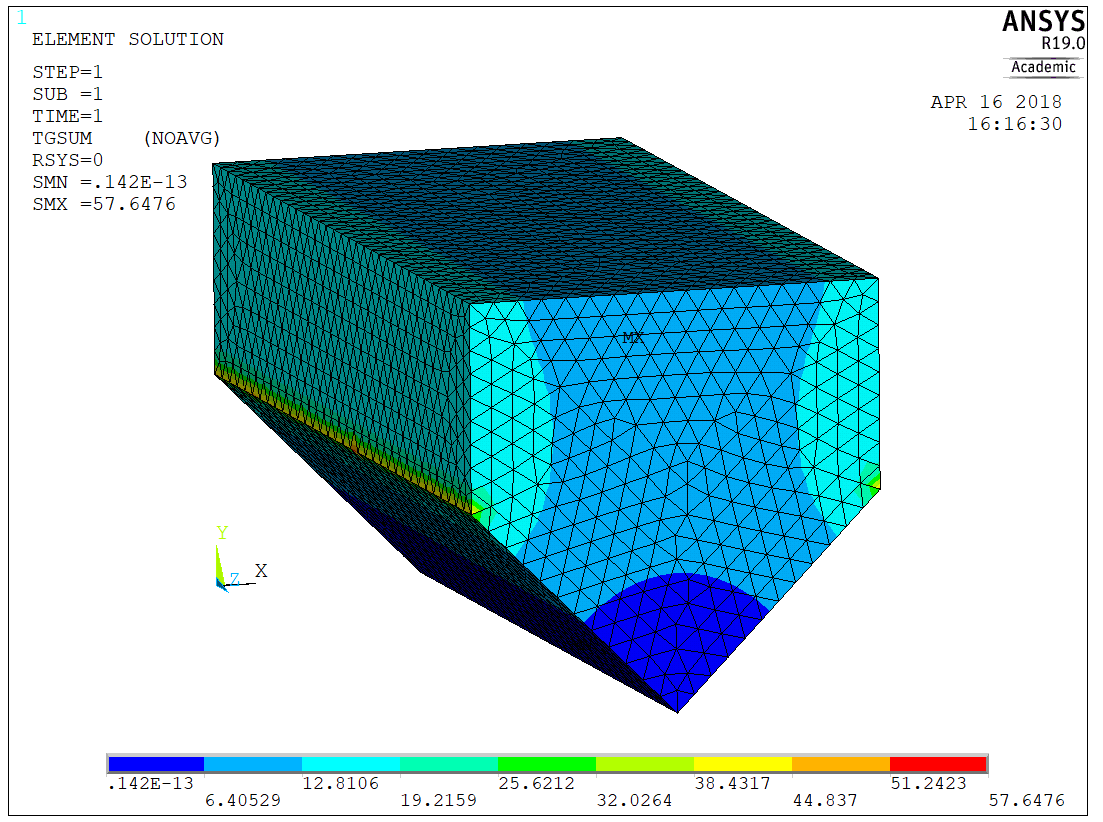 1
ANSYS
R19.0
Academic
ELEMENT SOLUTION
STEP=1
SUB =1
TIME=1
TGSUM (NOAVG)
RSYS=0
SMN =.142E-13
SMX =57.6476
APR 16 2018
16:16:30
MX
Y
Z X
.142E-13 12.8106 25.6212 38.4317 51.2423
6.40529 19.2159 32.0264 44.837 57.6476